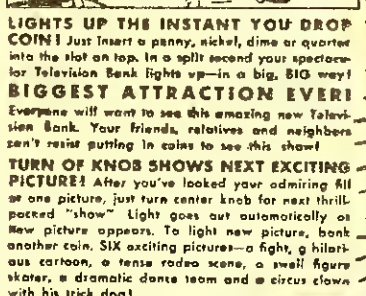 LIGHTS UP THE INSTANT YOU DROP
COIN! Just insert a penny, nickel, dime or quarter
into the slot on top. In a split second your spectacu-
lar Television Bank lights up—in a big, BIG way!
BIGGEST ATTRACTION EVER!
Everyone will want to see this amazing new Televi-
sion Bank. Your friends, relatives and neighbors
can't resist putting in coins to see this show!
TURN OF KNOB SHOWS NEXT EXCITING
PICTURE! After you've looked your admiring fill
at one picture, just turn center knob for next thrill-
packed "show" Light goes out automatically as
New picture appears. To light new picture, bank
another coin. SIX exciting pictures—a fight, a hilari-
ous cartoon, a tense rodeo scene, a swell figure
skater, a dramatic dance team and a circus clown
with his trick dog!